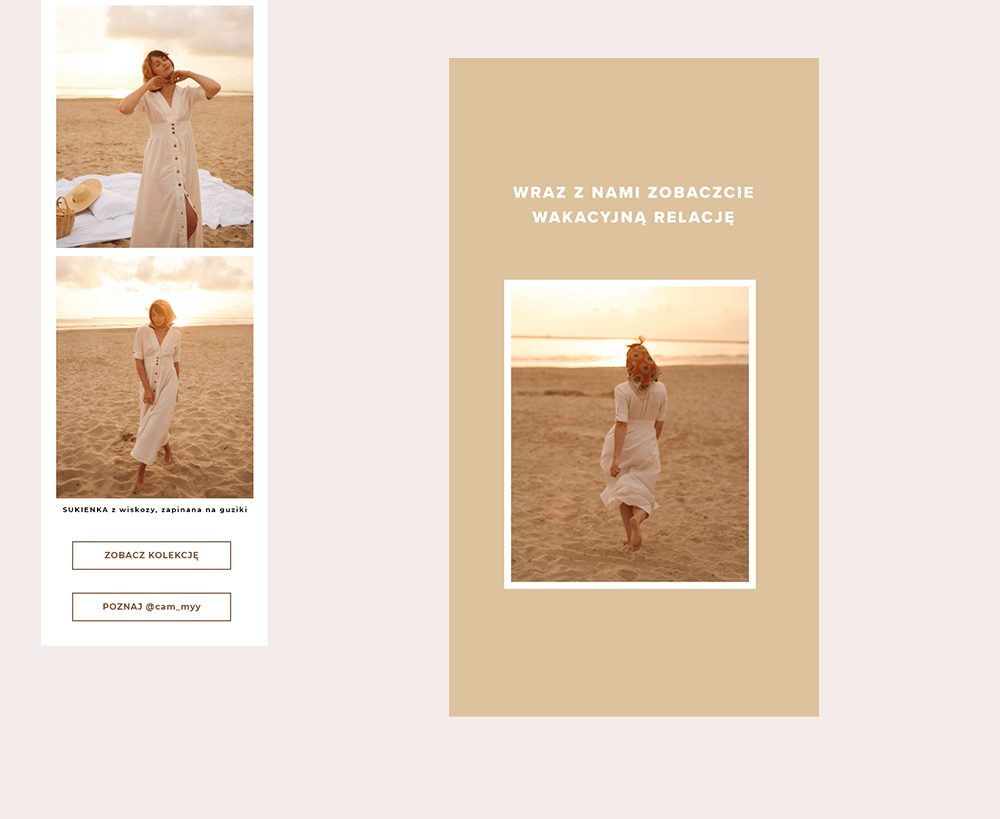 SUKIENKA z wiskozy, zapinana na guziki
ZOBACZ KOLEKCJĘ
POZNAJ @cam_myy
WRAZ Z NAMI ZOBACZCIE
WAKACYJNĄ RELACJĘ